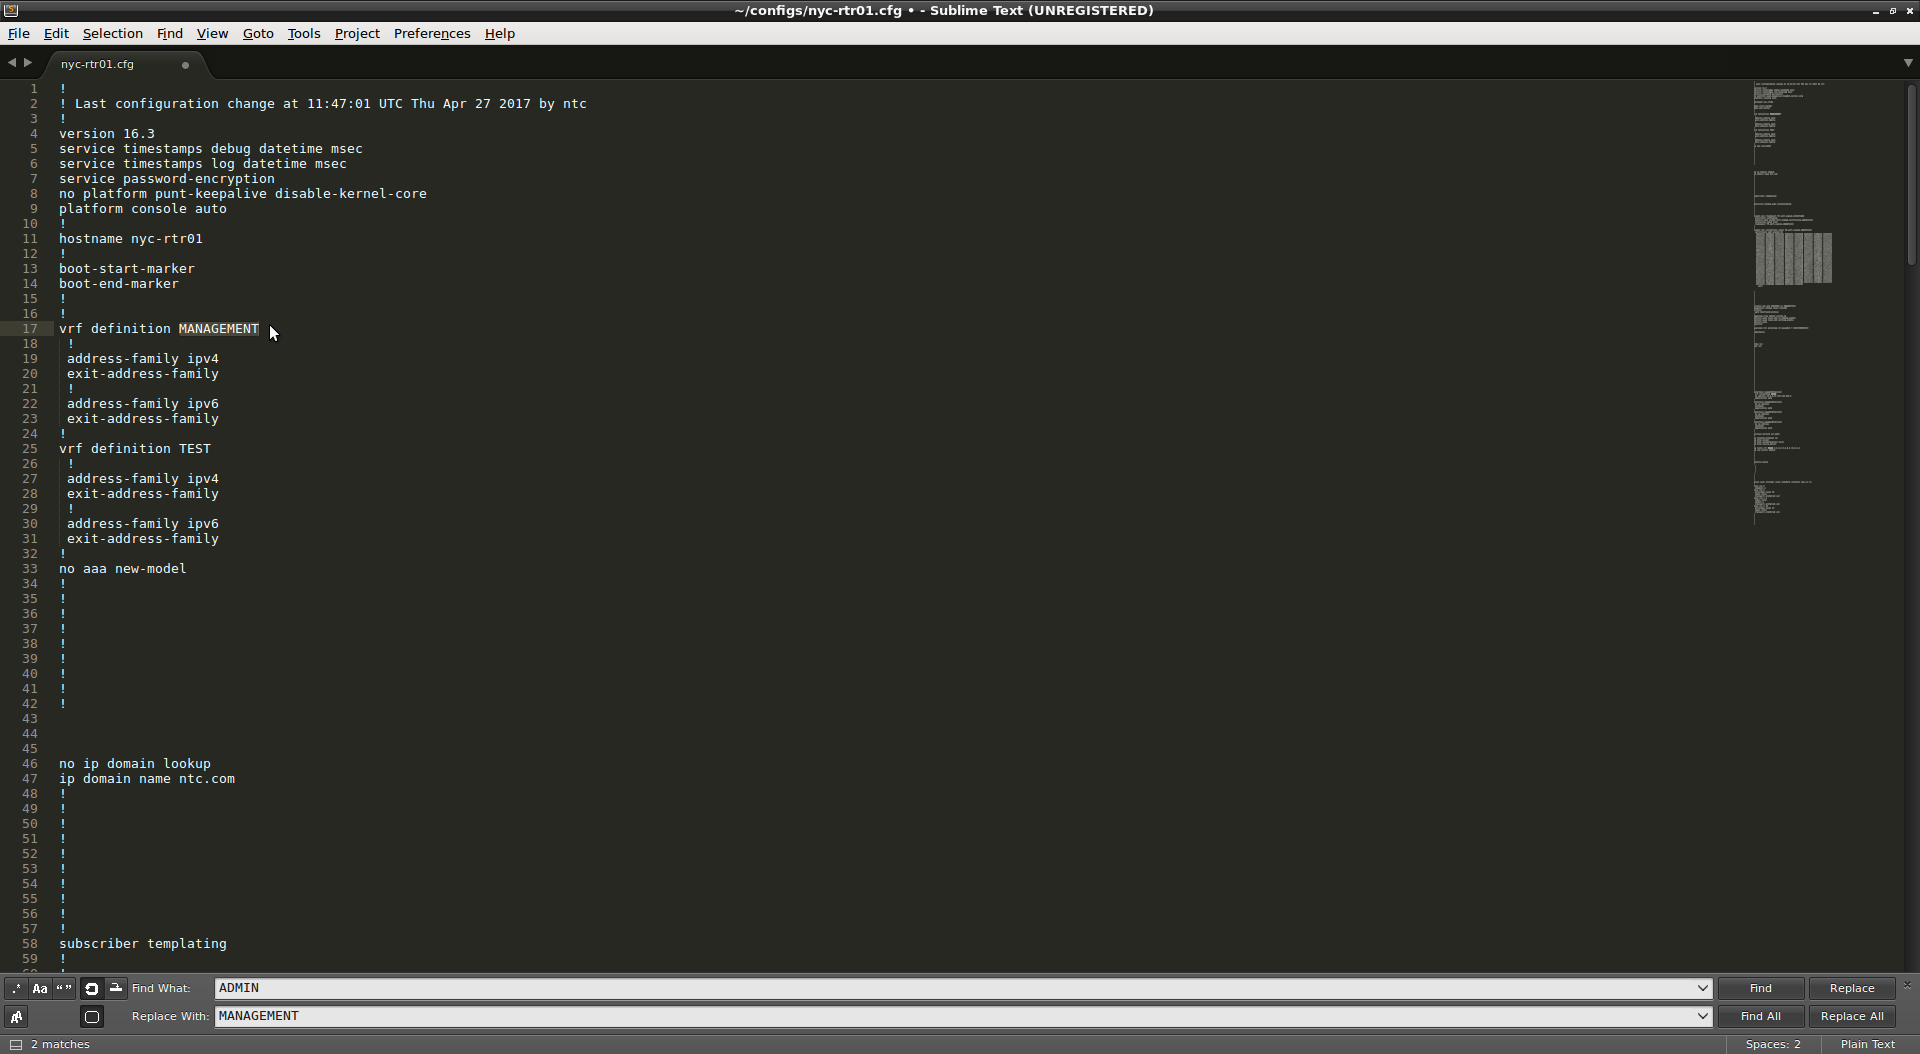 ~/configs/nyc-rtr01.cfg • - Sublime Text (UNREGISTERED)
File Edit Selection Find View Goto Tools Project Preferences Help
nyc-rtr01.cfg
1 !
2 ! Last configuration change at 11:47:01 UTC Thu Apr 27 2017 by ntc
3 !
4 version 16.3
5 service timestamps debug datetime msec
6 service timestamps log datetime msec
7 service password-encryption
8 no platform punt-keepalive disable-kernel-core
9 platform console auto
10 !
11 hostname nyc-rtr01
12 !
13 boot-start-marker
14 boot-end-marker
15 !
16 !
17 vrf definition MANAGEMENT
18 !
19 address-family ipv4
20 exit-address-family
21 !
22 address-family ipv6
23 exit-address-family
24 !
25 vrf definition TEST
26 !
27 address-family ipv4
28 exit-address-family
29 !
30 address-family ipv6
31 exit-address-family
32 !
33 no aaa new-model
34 !
35 !
36 !
37 !
38 !
39 !
40 !
41 !
42 !
43
44
45
46 no ip domain lookup
47 ip domain name ntc.com
48 !
49 !
50 !
51 !
52 !
53 !
54 !
55 !
56 !
57 !
58 subscriber templating
59 !
.* Aa “ ” Find What: ADMIN Find Replace
Replace With: MANAGEMENT Find All Replace All
2 matches Spaces: 2 Plain Text